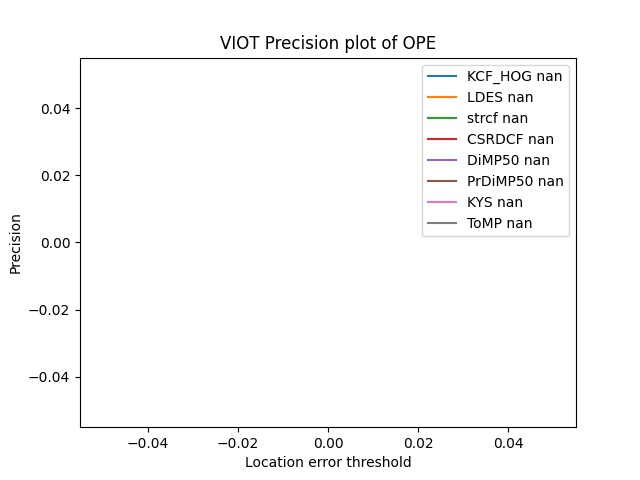 VIOT Precision plot of OPE
KCF_HOG nan
LDES nan
strcf nan
CSRDCF nan
DiMP50 nan
PrDiMP50 nan
KYS nan
ToMP nan
Precision
0.04
0.02
0.00
−0.02
−0.04
−0.04 −0.02 0.00 0.02 0.04
Location error threshold